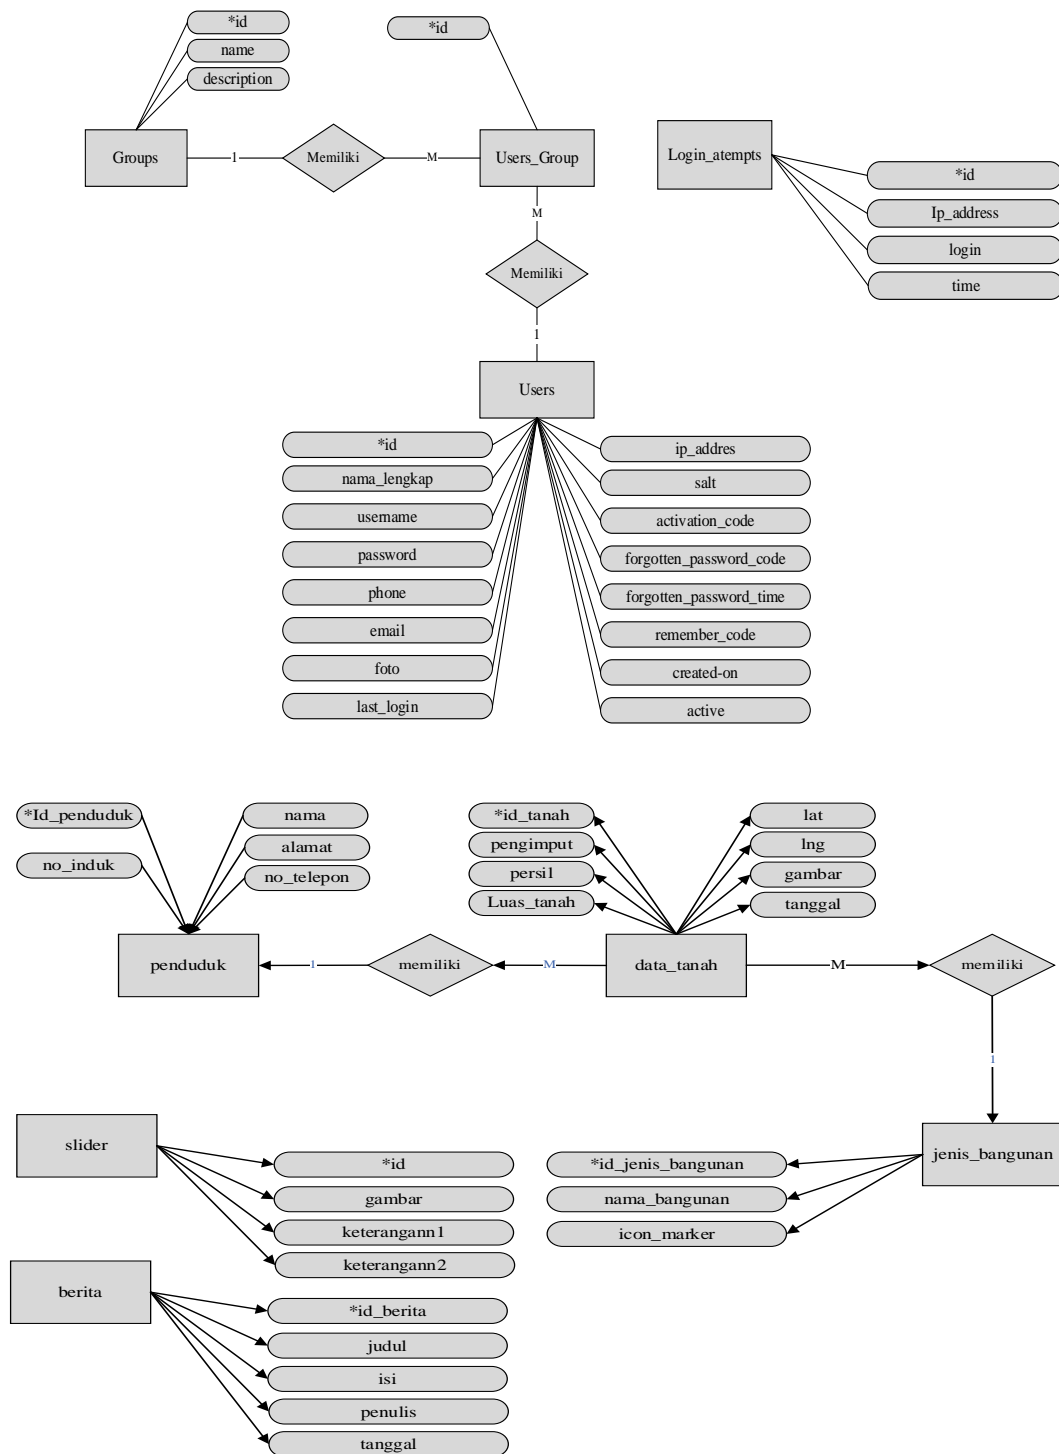 *id
name
description
*id
Groups
1
Memiliki
M
Users_Group
Login_atempts
*id
Ip_address
login
time
M
Memiliki
1
Users
*id
nama_lengkap
username
password
phone
email
foto
last_login
ip_addres
salt
activation_code
forgotten_password_code
forgotten_password_time
remember_code
created-on
active
*Id_penduduk
no_induk
nama
alamat
no_telepon
*id_tanah
pengimput
persil
Luas_tanah
lat
lng
gambar
tanggal
penduduk
1
memiliki
M
data_tanah
M
memiliki
1
jenis_bangunan
*id_jenis_bangunan
nama_bangunan
icon_marker
slider
*id
gambar
keterangann1
keterangann2
berita
*id_berita
judul
isi
penulis
tanggal